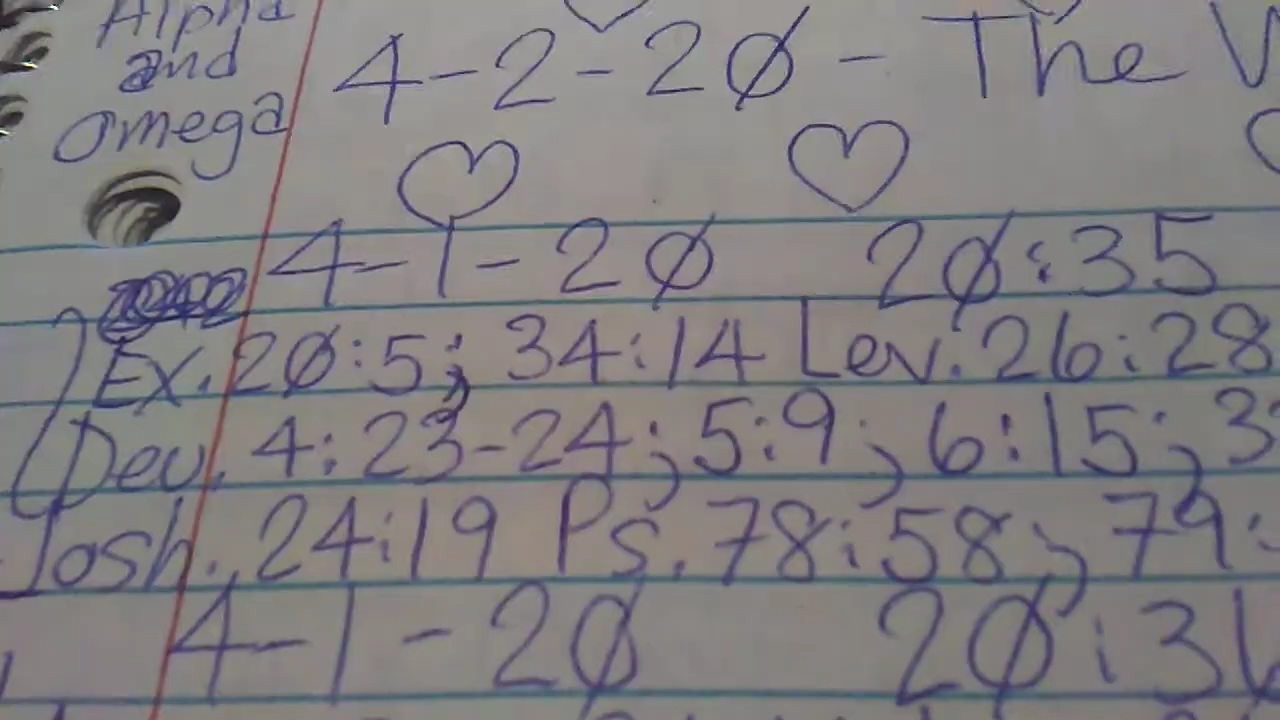 Alpha
and
Omega
4-2-2Ø - The
4-1-2Ø 2Ø:35
Ex. 2Ø:5; 34:14 Lev. 26:28
Deu. 4:23-24; 5:9; 6:15; 3
Josh. 24:19 Ps. 78:58; 79:
4-1-2Ø 2Ø:36